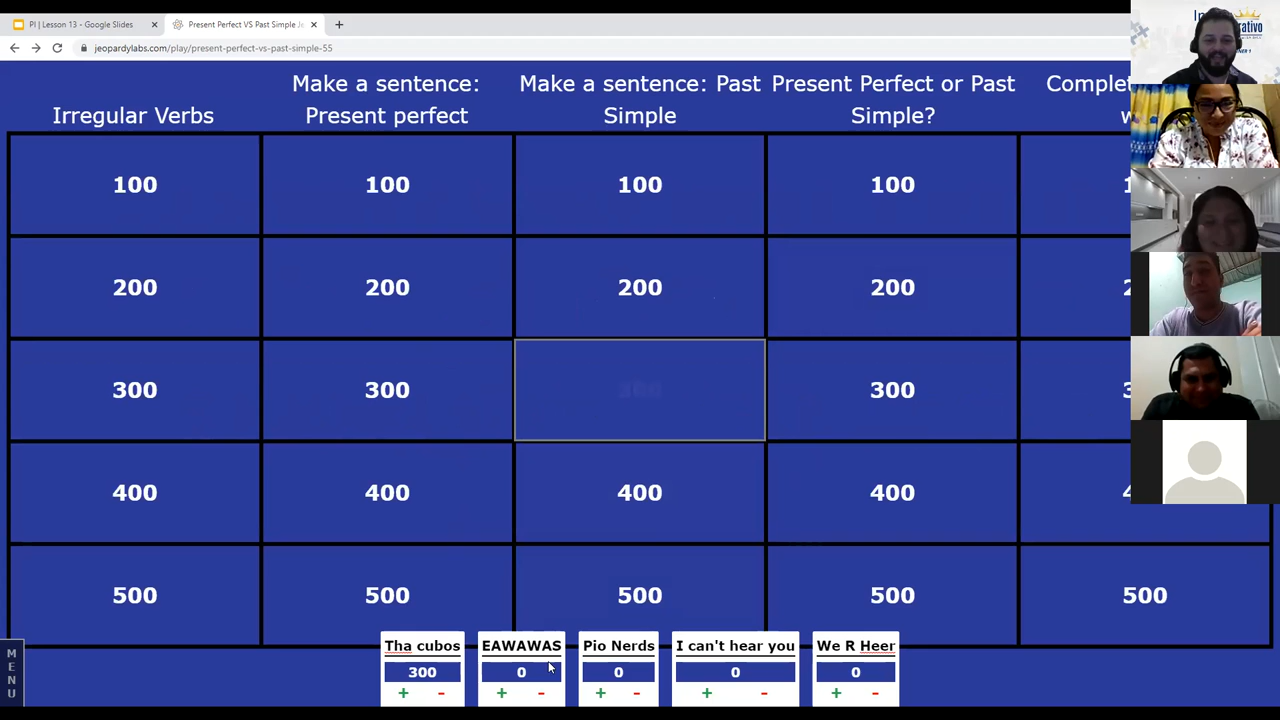 PI | Lesson 13 - Google Slides
Present Perfect VS Past Simple Je
jeopardylabs.com/play/present-perfect-vs-past-simple-55
Irregular Verbs
Make a sentence:
Present perfect
Make a sentence: Past
Simple
Present Perfect or Past
Simple?
100 100 100 100
200 200 200 200
300 300 300 300
400 400 400 400
500 500 500 500 500
MENU
Tha cubos
300
+ -
EAWAWAS
0
+ -
Pio Nerds
0
+ -
I can't hear you
0
+ -
We R Heer
0
+ -